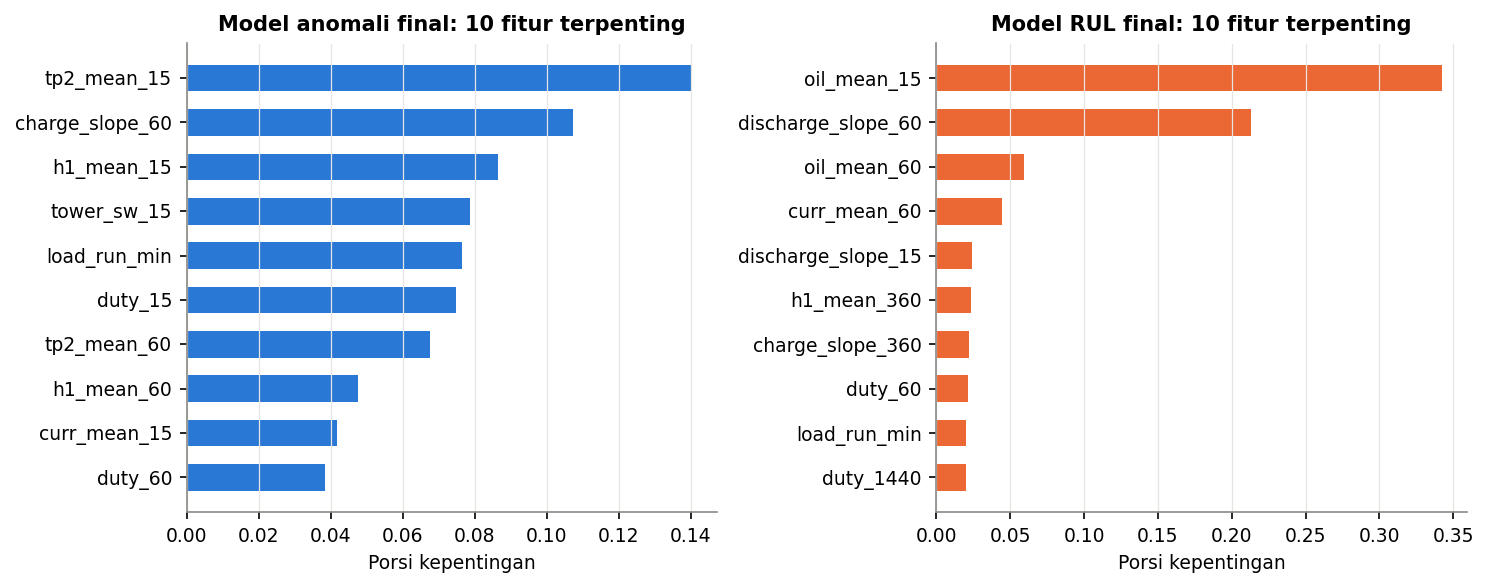 Model anomali final: 10 fitur terpenting
tp2_mean_15
charge_slope_60
h1_mean_15
tower_sw_15
load_run_min
duty_15
tp2_mean_60
h1_mean_60
curr_mean_15
duty_60
0.00 0.02 0.04 0.06 0.08 0.10 0.12 0.14
Porsi kepentingan
Model RUL final: 10 fitur terpenting
oil_mean_15
discharge_slope_60
oil_mean_60
curr_mean_60
discharge_slope_15
h1_mean_360
charge_slope_360
duty_60
load_run_min
duty_1440
0.00 0.05 0.10 0.15 0.20 0.25 0.30 0.35
Porsi kepentingan